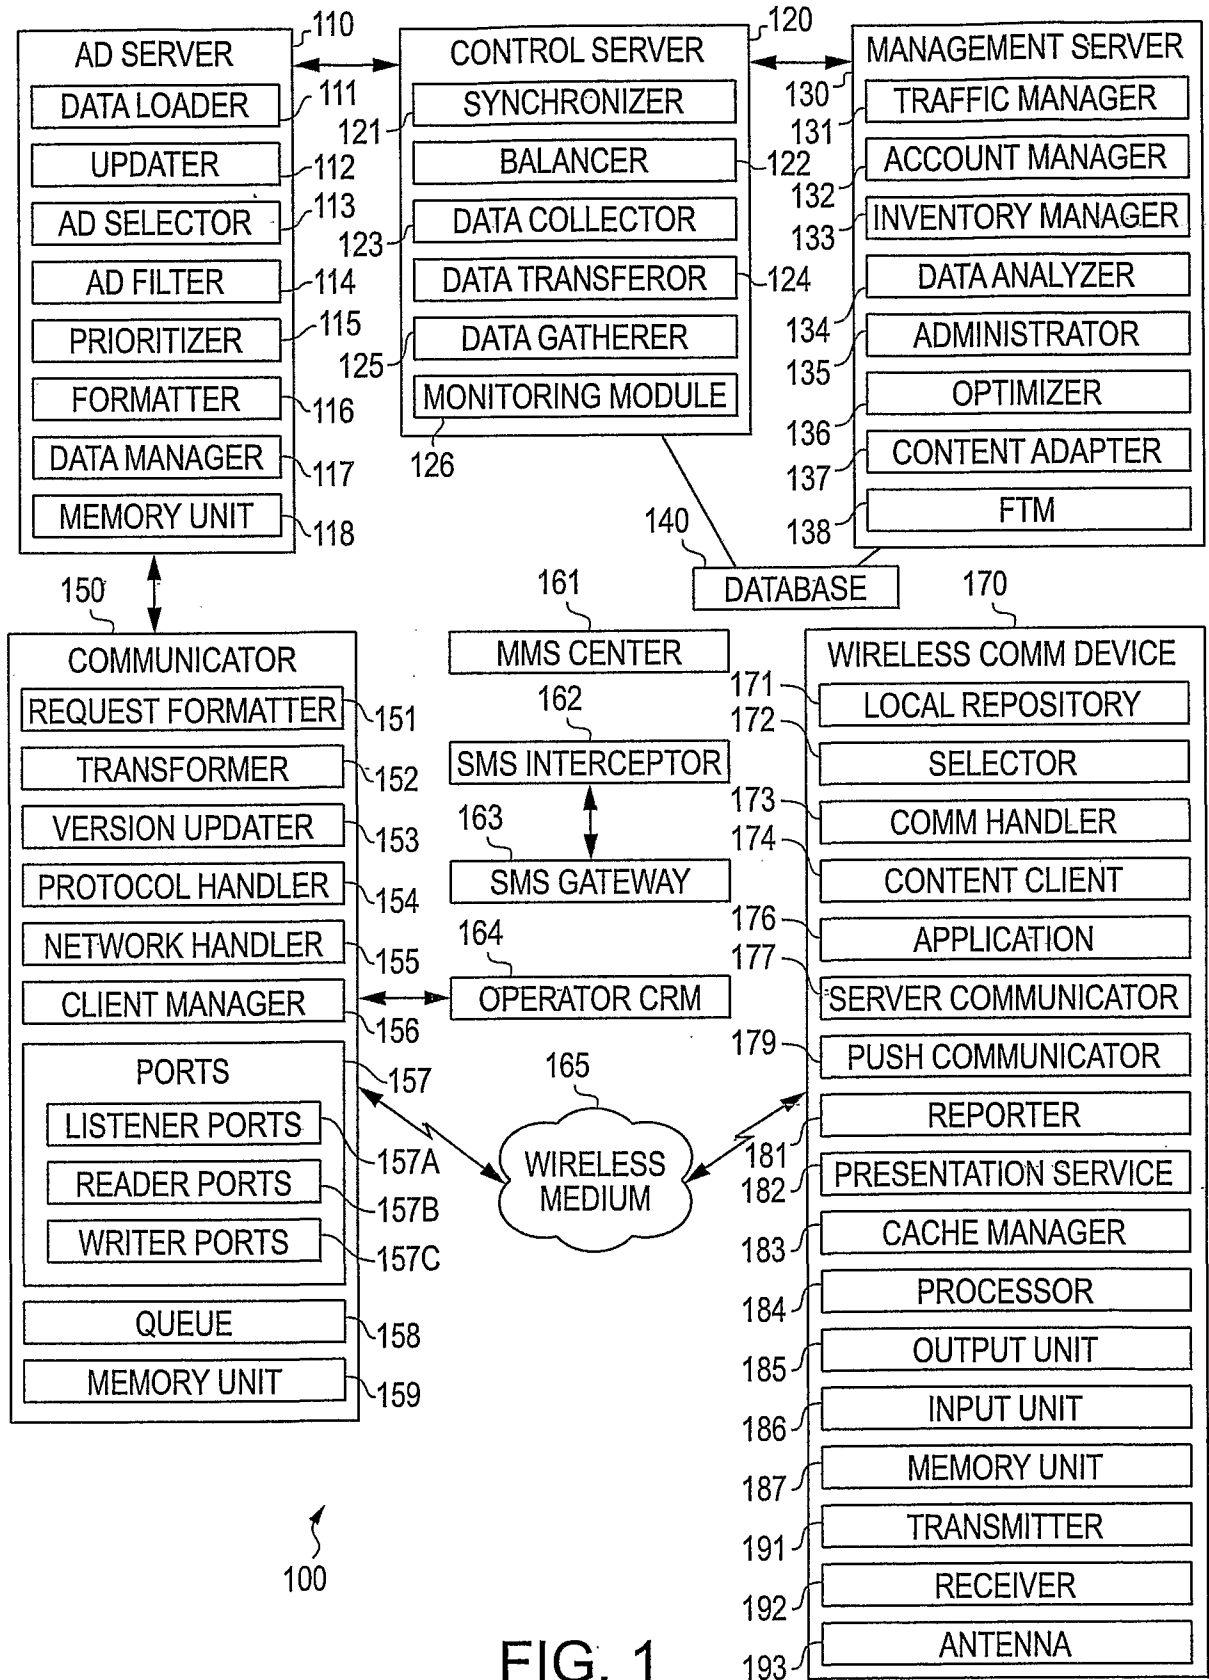 AD SERVER
110
DATA LOADER
111
UPDATER
112
AD SELECTOR
113
AD FILTER
114
PRIORITIZER
115
FORMATTER
116
DATA MANAGER
117
MEMORY UNIT
118
CONTROL SERVER
120
SYNCHRONIZER
121
BALANCER
122
DATA COLLECTOR
123
DATA TRANSFEROR
124
DATA GATHERER
125
MONITORING MODULE
126
MANAGEMENT SERVER
130
TRAFFIC MANAGER
131
ACCOUNT MANAGER
132
INVENTORY MANAGER
133
DATA ANALYZER
134
ADMINISTRATOR
135
OPTIMIZER
136
CONTENT ADAPTER
137
FTM
138
140
DATABASE
150
COMMUNICATOR
REQUEST FORMATTER
151
TRANSFORMER
152
VERSION UPDATER
153
PROTOCOL HANDLER
154
NETWORK HANDLER
155
CLIENT MANAGER
156
PORTS
157
LISTENER PORTS
157A
READER PORTS
157B
WRITER PORTS
157C
QUEUE
158
MEMORY UNIT
159
161
MMS CENTER
162
SMS INTERCEPTOR
163
SMS GATEWAY
164
OPERATOR CRM
165
WIRELESS
MEDIUM
170
WIRELESS COMM DEVICE
171
LOCAL REPOSITORY
172
SELECTOR
173
COMM HANDLER
174
CONTENT CLIENT
176
APPLICATION
177
SERVER COMMUNICATOR
179
PUSH COMMUNICATOR
REPORTER
181
PRESENTATION SERVICE
182
CACHE MANAGER
183
PROCESSOR
184
OUTPUT UNIT
185
INPUT UNIT
186
MEMORY UNIT
187
TRANSMITTER
191
RECEIVER
192
ANTENNA
193
100
FIG. 1